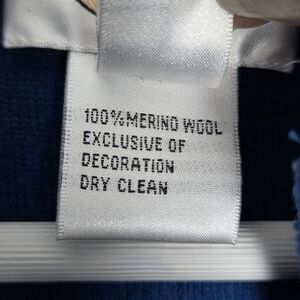 100%MERINO WOOL
EXCLUSIVE OF
DECORATION
DRY CLEAN